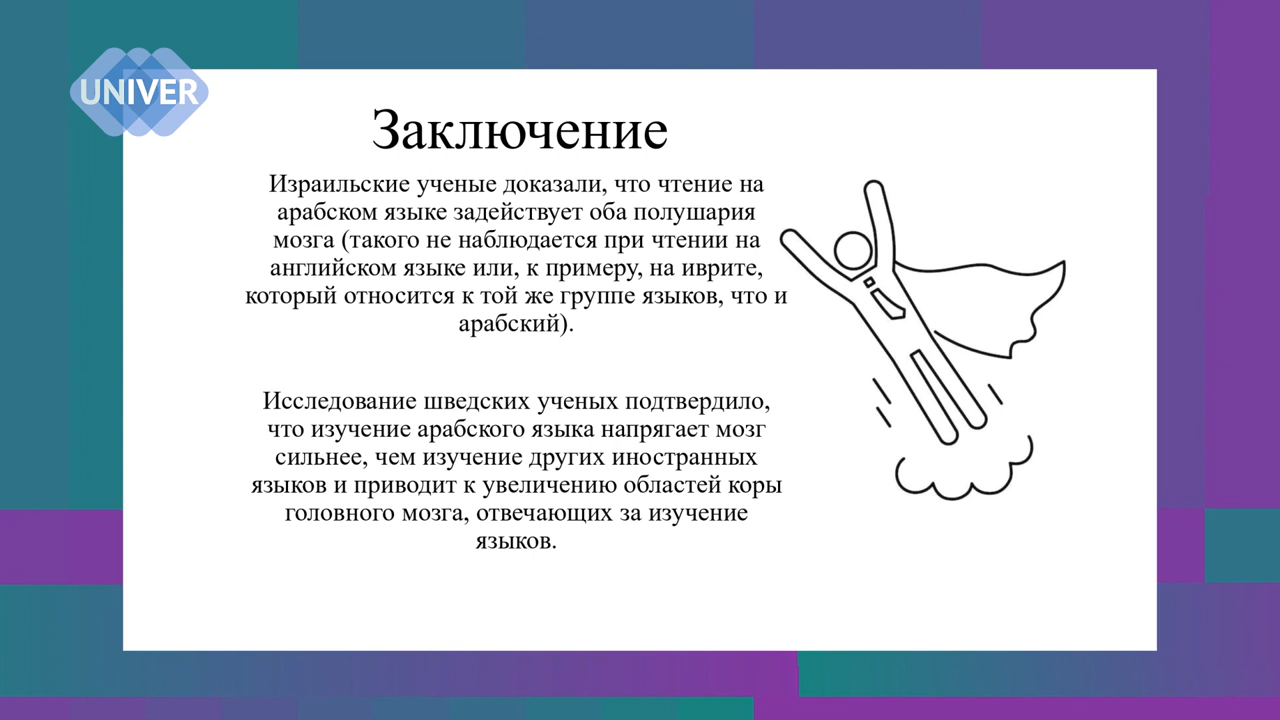 UNIVER
Заключение
Израильские ученые доказали, что чтение на
арабском языке задействует оба полушария
мозга (такого не наблюдается при чтении на
английском языке или, к примеру, на иврите,
который относится к той же группе языков, что и
арабский).
Исследование шведских ученых подтвердило,
что изучение арабского языка напрягает мозг
сильнее, чем изучение других иностранных
языков и приводит к увеличению областей коры
головного мозга, отвечающих за изучение
языков.